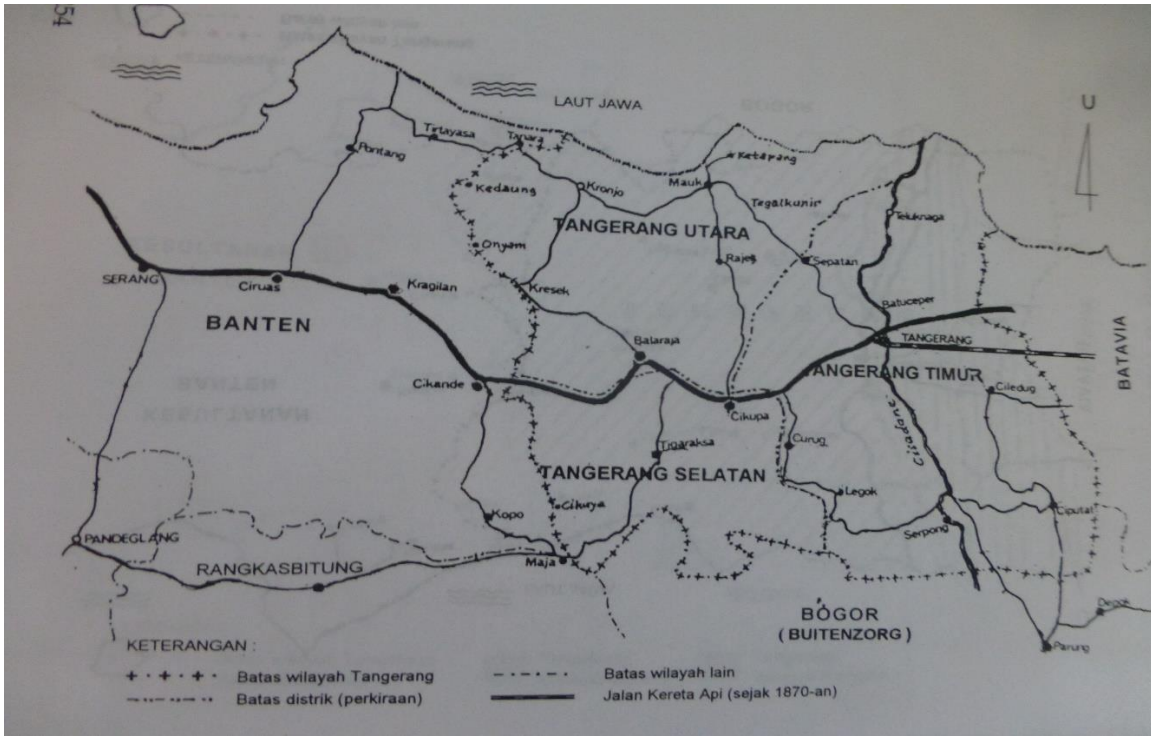 54
LAUT JAWA
U
Tirtayasa
Tanara
Pontang
Ketapang
Kedaung
Kronjo
Mauk
Tegalkunir
Teluknaga
TANGERANG UTARA
Onyam
Rajeg
Sepatan
SERANG
Ciruas
Kragilan
Kresek
Batuceper
BANTEN
TANGERANG
BATAVIA
Balaraja
TANGERANG TIMUR
Cikande
Ciledug
Cikupa
Cisadane
Curug
Tigaraksa
TANGERANG SELATAN
Legok
Kopo
Cikuya
Ciputat
Serpong
PANDEGLANG
Maja
RANGKASBITUNG
BOGOR
(BUITENZORG)
Depok
Parung
KETERANGAN :
Batas wilayah Tangerang
Batas wilayah lain
Batas distrik (perkiraan)
Jalan Kereta Api (sejak 1870-an)